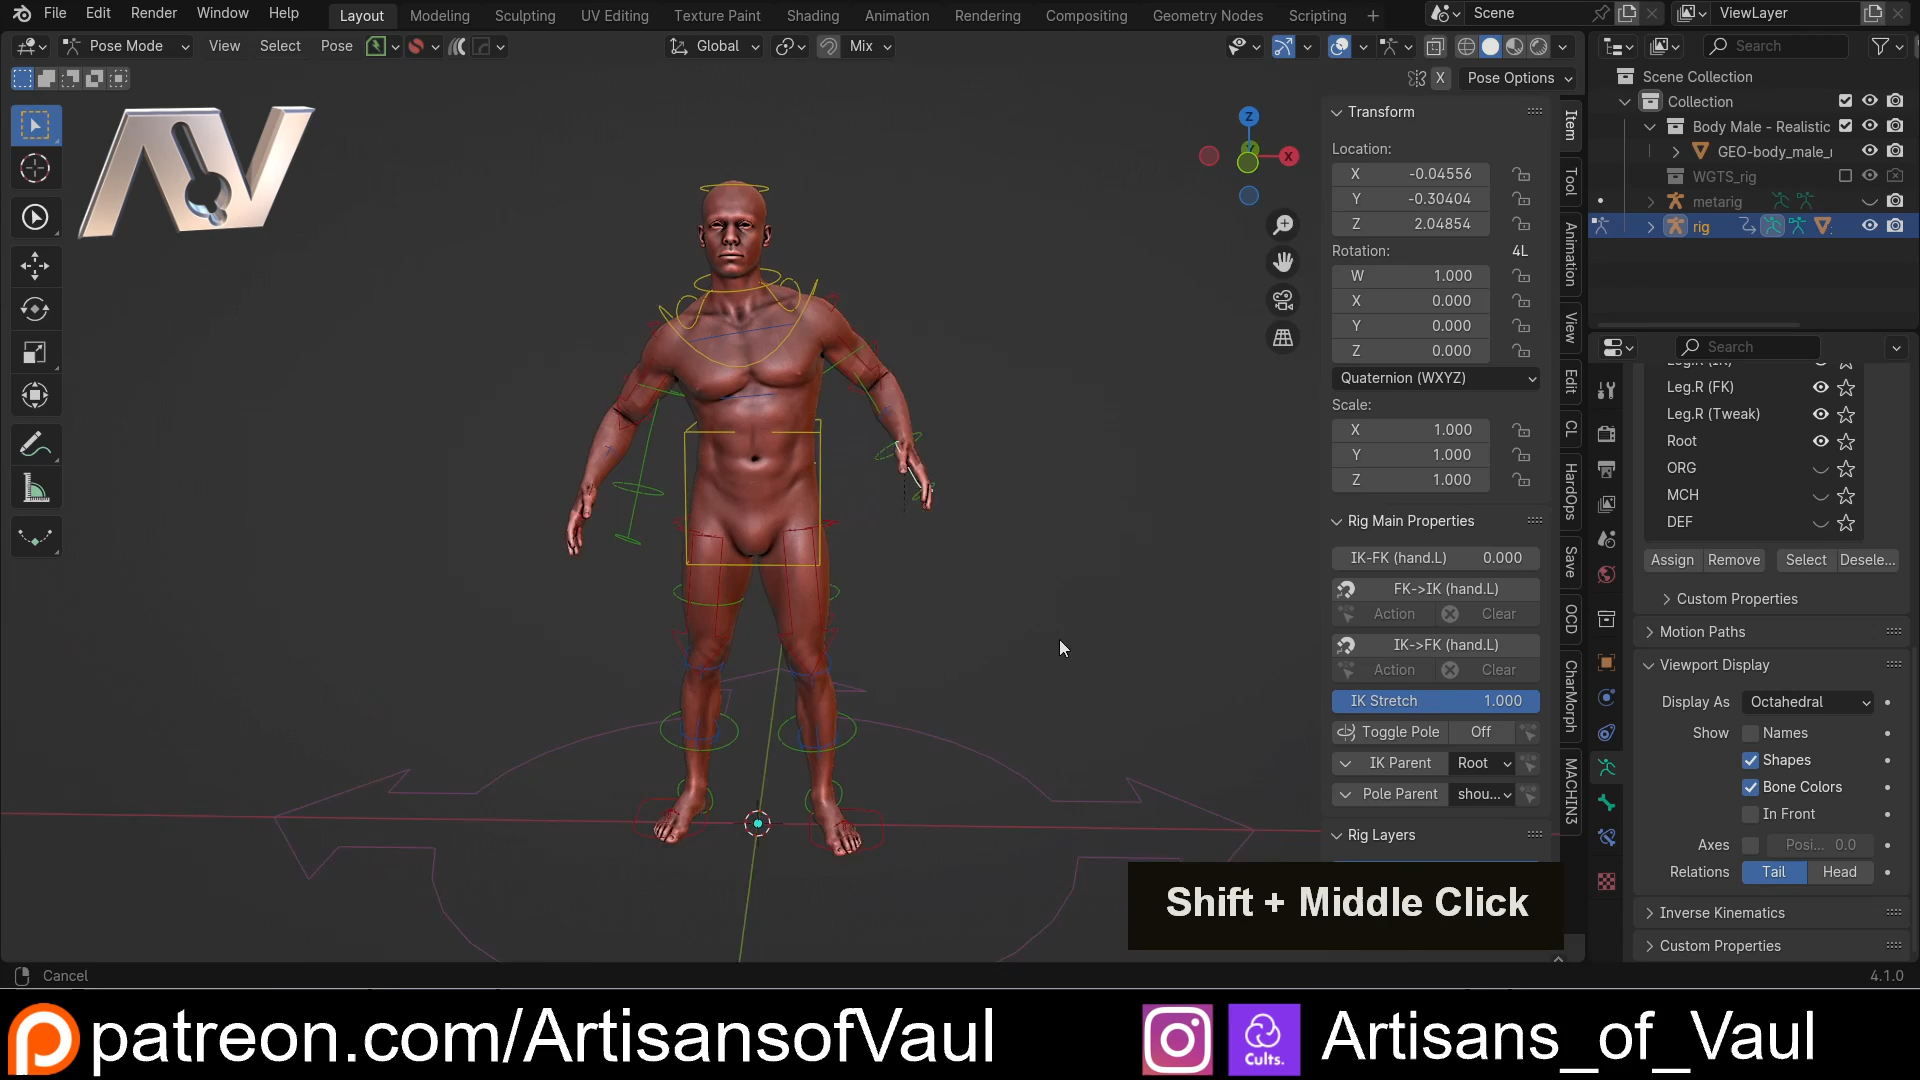 File Edit Render Window Help Layout Modeling Sculpting UV Editing Texture Paint Shading Animation Rendering Compositing Geometry Nodes Scripting + Scene ViewLayer
Pose Mode View Select Pose Global Mix Search
X Pose Options
Scene Collection
Collection
Body Male - Realistic
GEO-body_male_
WGTS_rig
metarig
rig
AV
Z
X
Transform
Location:
X -0.04556
Y -0.30404
Z 2.04854
Rotation: 4L
W 1.000
X 0.000
Y 0.000
Z 0.000
Quaternion (WXYZ)
Scale:
X 1.000
Y 1.000
Z 1.000
Rig Main Properties
IK-FK (hand.L) 0.000
FK->IK (hand.L)
Action Clear
IK->FK (hand.L)
Action Clear
IK Stretch 1.000
Toggle Pole Off
IK Parent Root
Pole Parent shou...
Rig Layers
Item
Tool
Animation
View
Edit
CL
HardOps
Save
OCD
CharMorph
MACHIN3
Search
Leg.R (FK)
Leg.R (Tweak)
Root
ORG
MCH
DEF
Assign Remove Select Desele...
Custom Properties
Motion Paths
Viewport Display
Display As Octahedral
Show Names
Shapes
Bone Colors
In Front
Axes Posi... 0.0
Relations Tail Head
Inverse Kinematics
Custom Properties
Shift + Middle Click
Cancel 4.1.0
patreon.com/ArtisansofVaul Cults. Artisans_of_Vaul